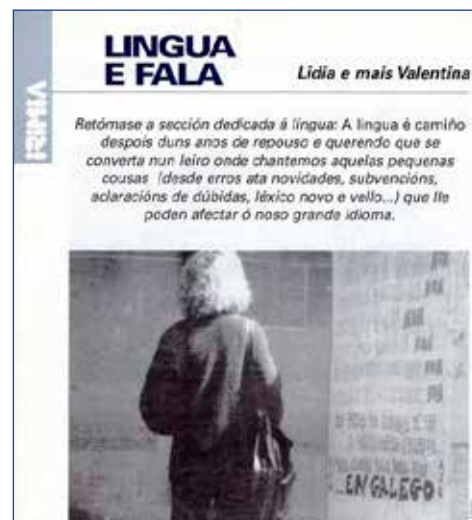 IRIMIA
LINGUA
E FALA
Lidia e mais Valentina
Retómase a sección dedicada á lingua: A lingua é camiño
despois duns anos de repouso e querendo que se
converta nun leiro onde chantemos aquelas pequenas
cousas (desde erros ata novidades, subvencións,
aclaracións de dúbidas, léxico novo e vello...) que lle
poden afectar ó noso grande idioma.
EN GALEGO